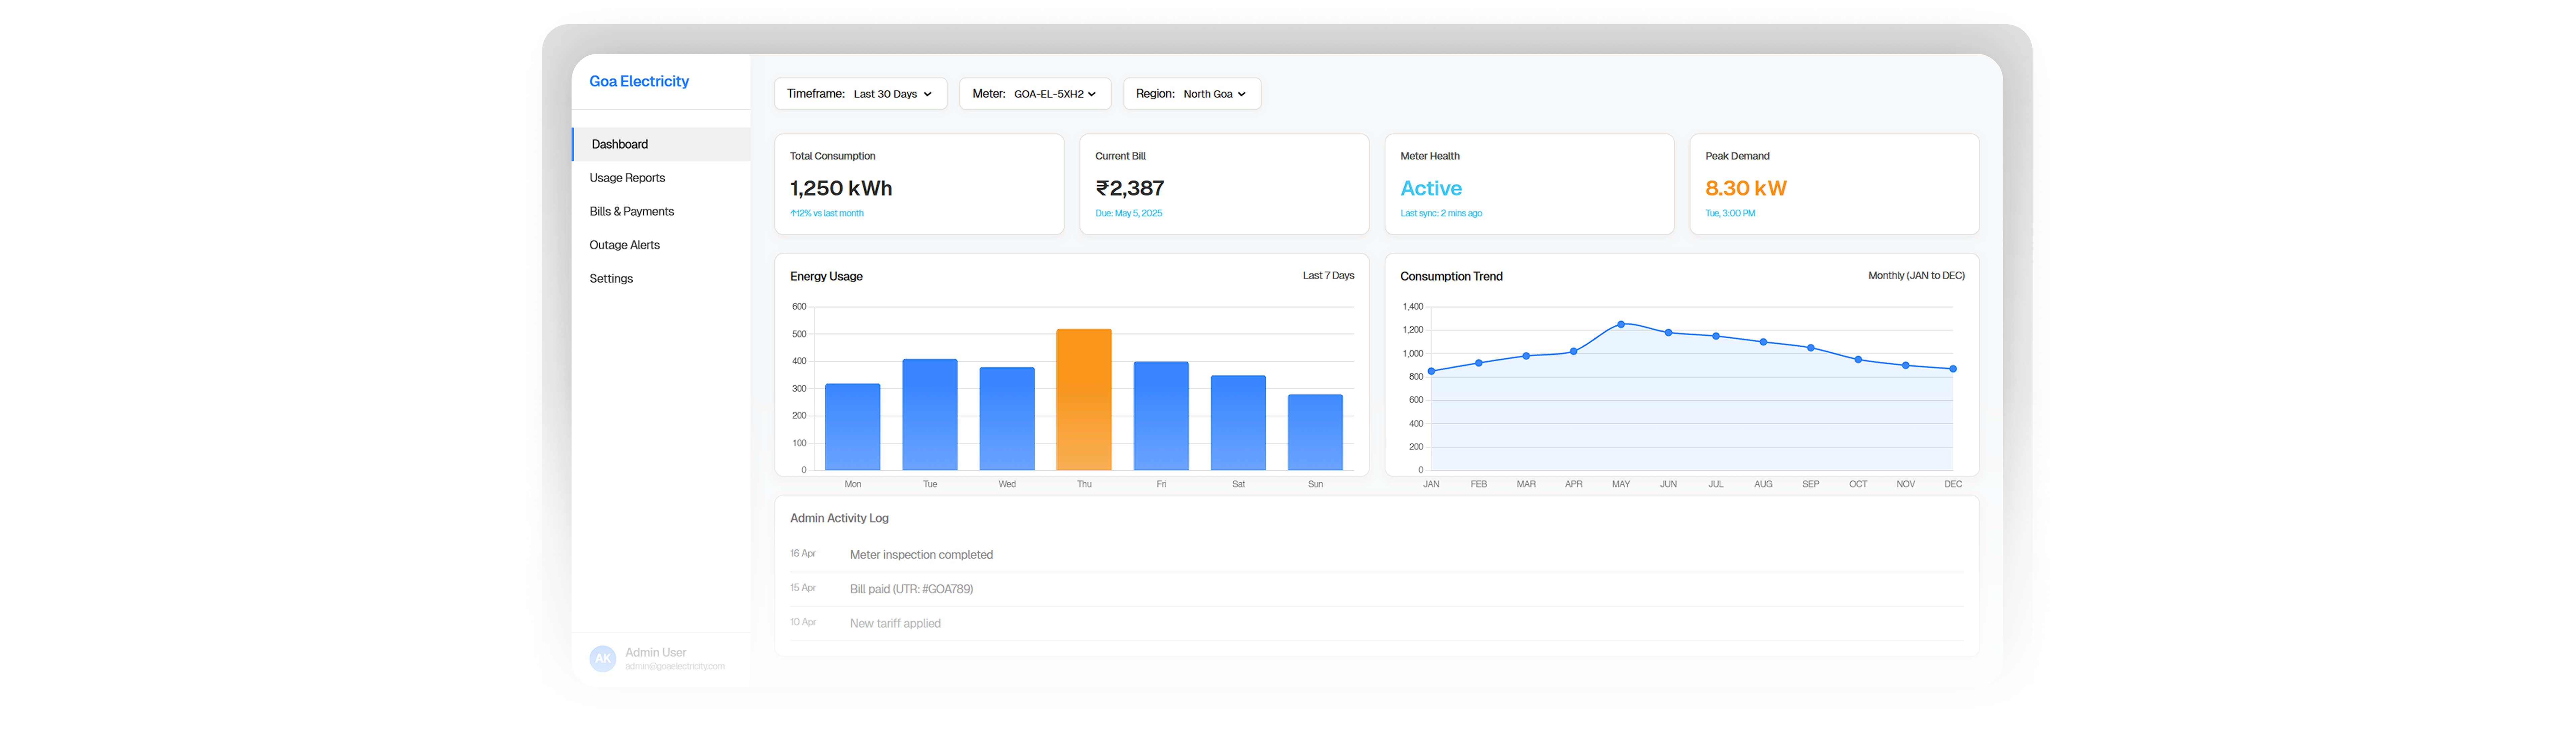 Goa Electricity
Dashboard
Usage Reports
Bills & Payments
Outage Alerts
Settings
AK
Admin User
admin@goaelectricity.com
Timeframe: Last 30 Days
Meter: GOA-EL-5XH2
Region: North Goa
Total Consumption
1,250 kWh
↑12% vs last month
Current Bill
₹2,387
Due: May 5, 2025
Meter Health
Active
Last sync: 2 mins ago
Peak Demand
8.30 kW
Tue, 3:00 PM
Energy Usage
Last 7 Days
600
500
400
300
200
100
0
Mon Tue Wed Thu Fri Sat Sun
Consumption Trend
Monthly (JAN to DEC)
1,400
1,200
1,000
800
600
400
200
0
JAN FEB MAR APR MAY JUN JUL AUG SEP OCT NOV DEC
Admin Activity Log
16 Apr Meter inspection completed
15 Apr Bill paid (UTR: #GOA789)
10 Apr New tariff applied